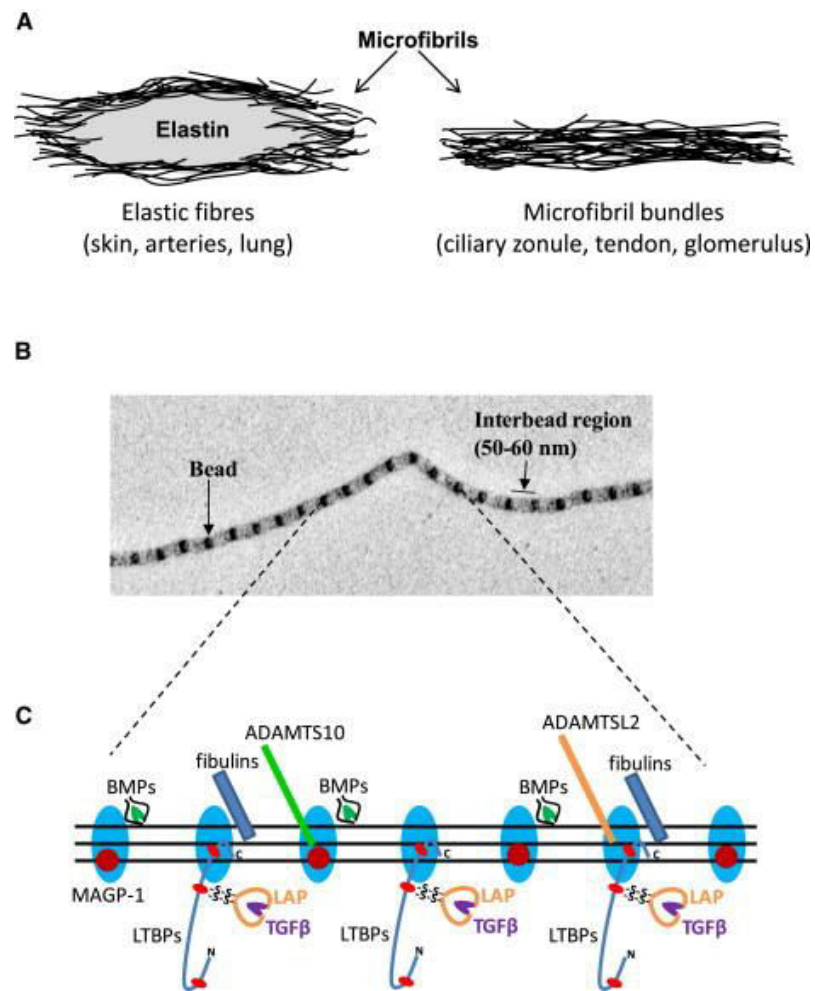 A
Microfibrils
Elastin
Elastic fibres
(skin, arteries, lung)
Microfibril bundles
(ciliary zonule, tendon, glomerulus)
B
Interbead region
(50-60 nm)
Bead
C
ADAMTS10
ADAMTSL2
fibulins
fibulins
BMPs
BMPs
BMPs
C
C
C
MAGP-1
-S-S-
-S-S-
LAP
TGFβ
-S-S-
-S-S-
LAP
TGFβ
-S-S-
-S-S-
LAP
TGFβ
LTBPs
N
LTBPs
N
LTBPs
N